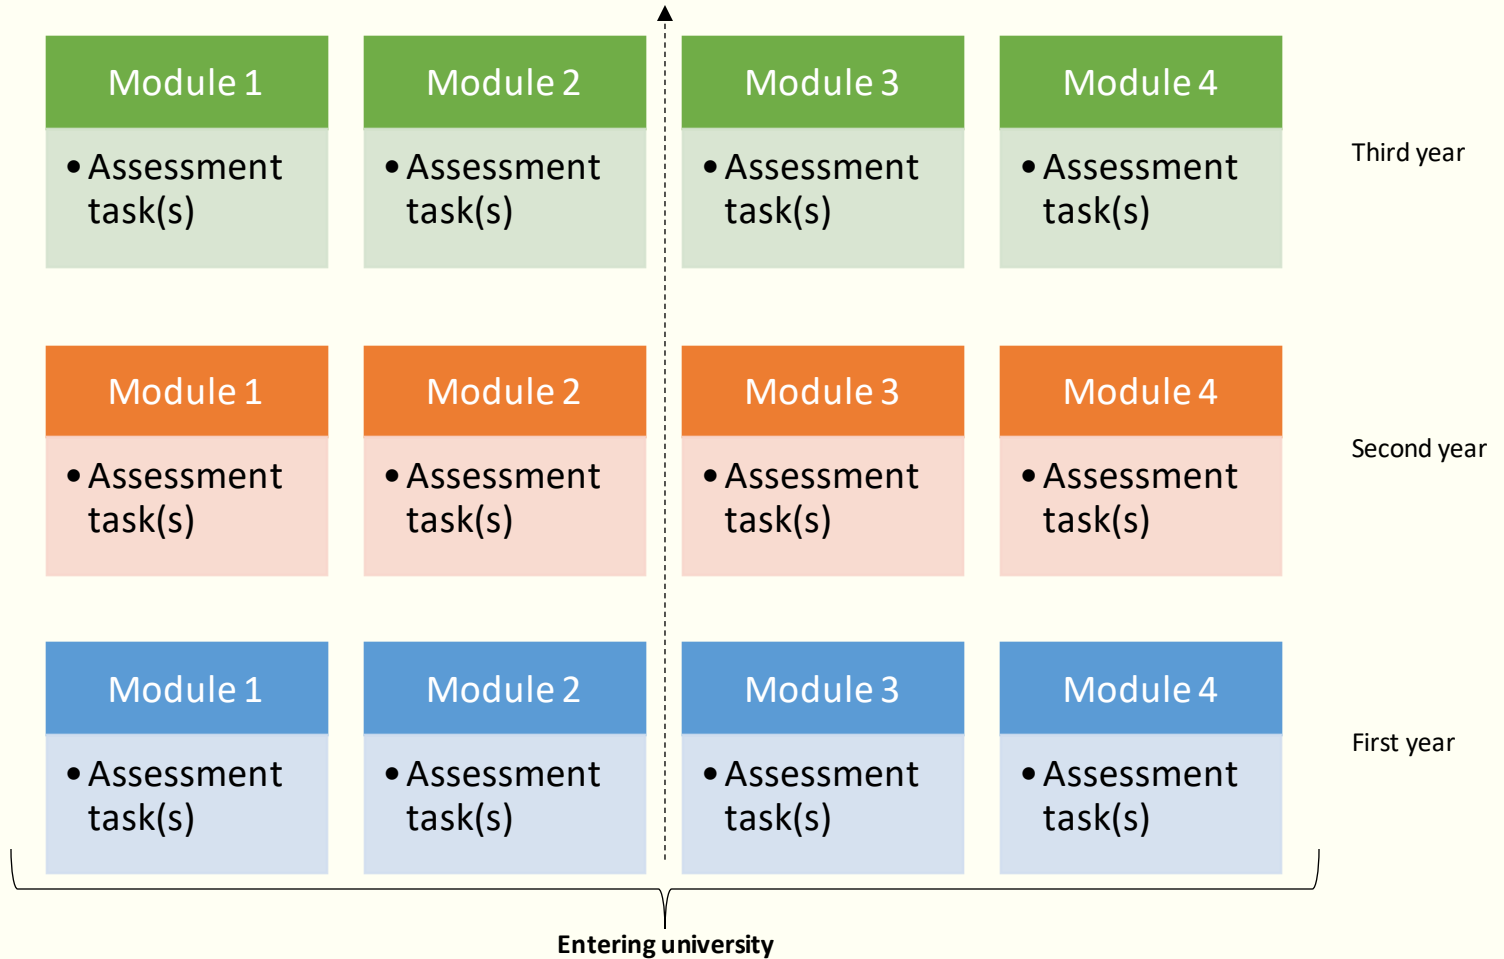 Module 1
Module 2
Module 3
Module 4
• Assessment
task(s)
• Assessment
task(s)
• Assessment
task(s)
• Assessment
task(s)
Third year
Module 1
Module 2
Module 3
Module 4
• Assessment
task(s)
• Assessment
task(s)
• Assessment
task(s)
• Assessment
task(s)
Second year
Module 1
Module 2
Module 3
Module 4
• Assessment
task(s)
• Assessment
task(s)
• Assessment
task(s)
• Assessment
task(s)
First year
Entering university